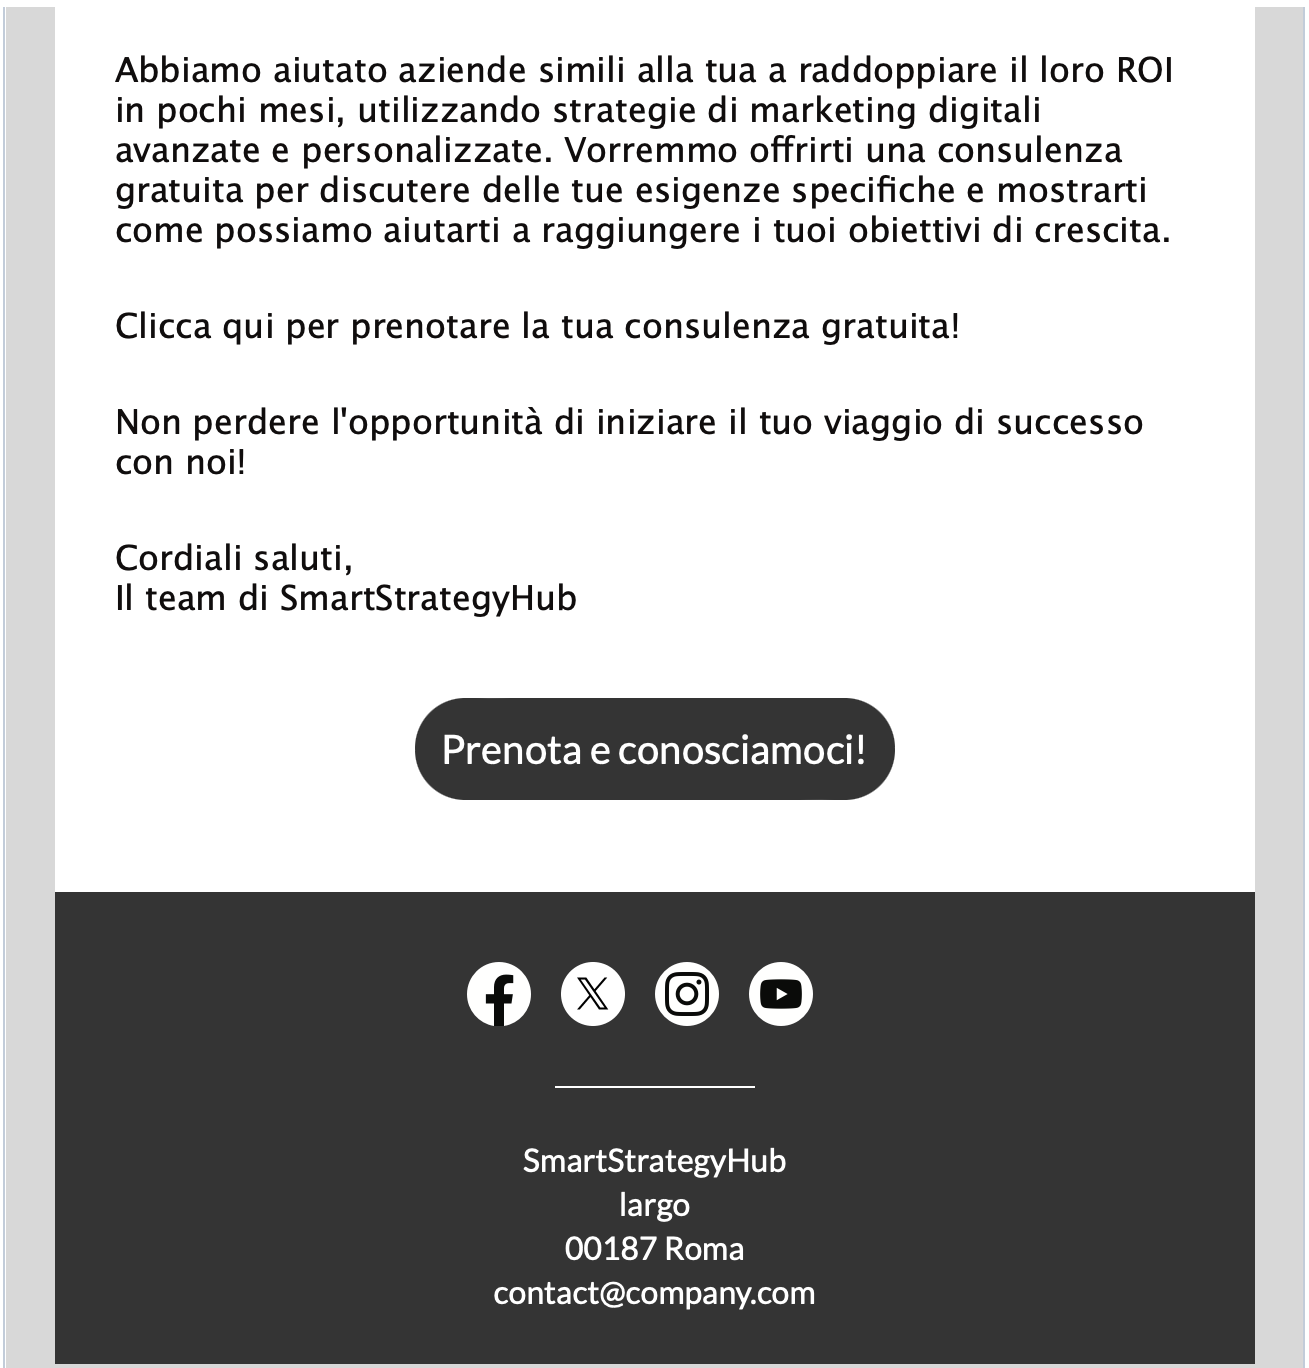 Abbiamo aiutato aziende simili alla tua a raddoppiare il loro ROI
in pochi mesi, utilizzando strategie di marketing digitali
avanzate e personalizzate. Vorremmo offrirti una consulenza
gratuita per discutere delle tue esigenze specifiche e mostrarti
come possiamo aiutarti a raggiungere i tuoi obiettivi di crescita.
Clicca qui per prenotare la tua consulenza gratuita!
Non perdere l'opportunità di iniziare il tuo viaggio di successo
con noi!
Cordiali saluti,
Il team di SmartStrategyHub
Prenota e conosciamoci!
SmartStrategyHub
largo
00187 Roma
contact@company.com